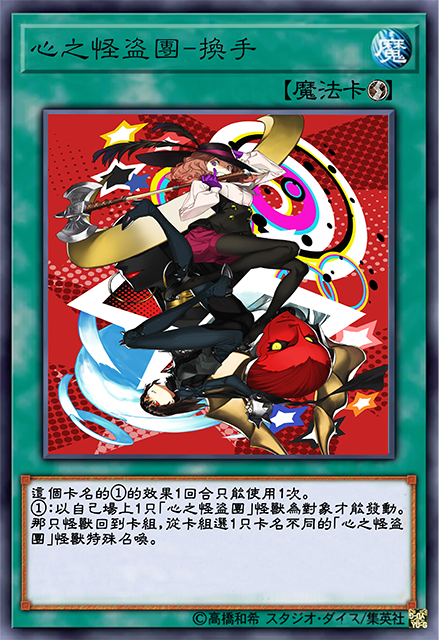 心之怪盜團-換手
魔
【魔法卡】
這個卡名的①的效果1回合只能使用1次。
①:以自己場上1只「心之怪盜團」怪獸為對象才能發動。
那只怪獸回到卡組,從卡組選1只卡名不同的「心之怪盜
團」怪獸特殊召喚。
©高橋和希 スタジオ・ダイス/集英社